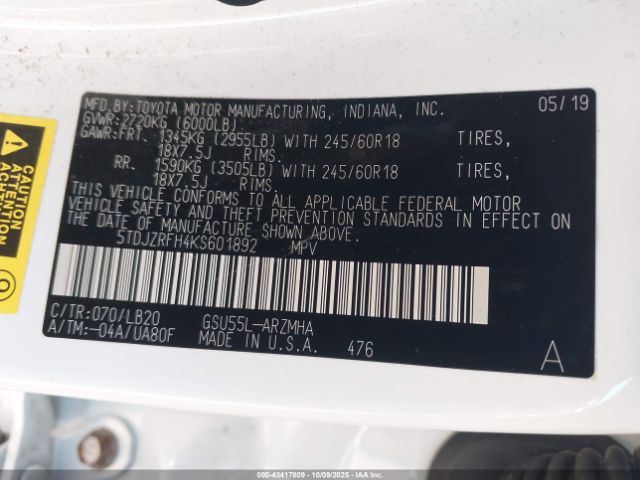 MFD.BY: TOYOTA MOTOR MANUFACTURING, INDIANA, INC. 05/19
GVWR:2720KG (6000LB)
GAWR:FRT. 1345KG (2955LB) WITH 245/60R18 TIRES,
18X7.5J RIMS.
RR. 1590KG (3505LB) WITH 245/60R18 TIRES,
18X7.5J RIMS.
THIS VEHICLE CONFORMS TO ALL APPLICABLE FEDERAL MOTOR
VEHICLE SAFETY AND THEFT PREVENTION STANDARDS IN EFFECT ON
THE DATE OF MANUFACTURE SHOWN ABOVE.
5TDJZRFH4KS601892 MPV
C/TR:070/LB20 GSU55L-ARZMHA
A/TM:-04A/UA80F MADE IN U.S.A. 476 A
CAUTION
ATTENTION
000-43417809 - 10/09/2025 - IAAI.COM